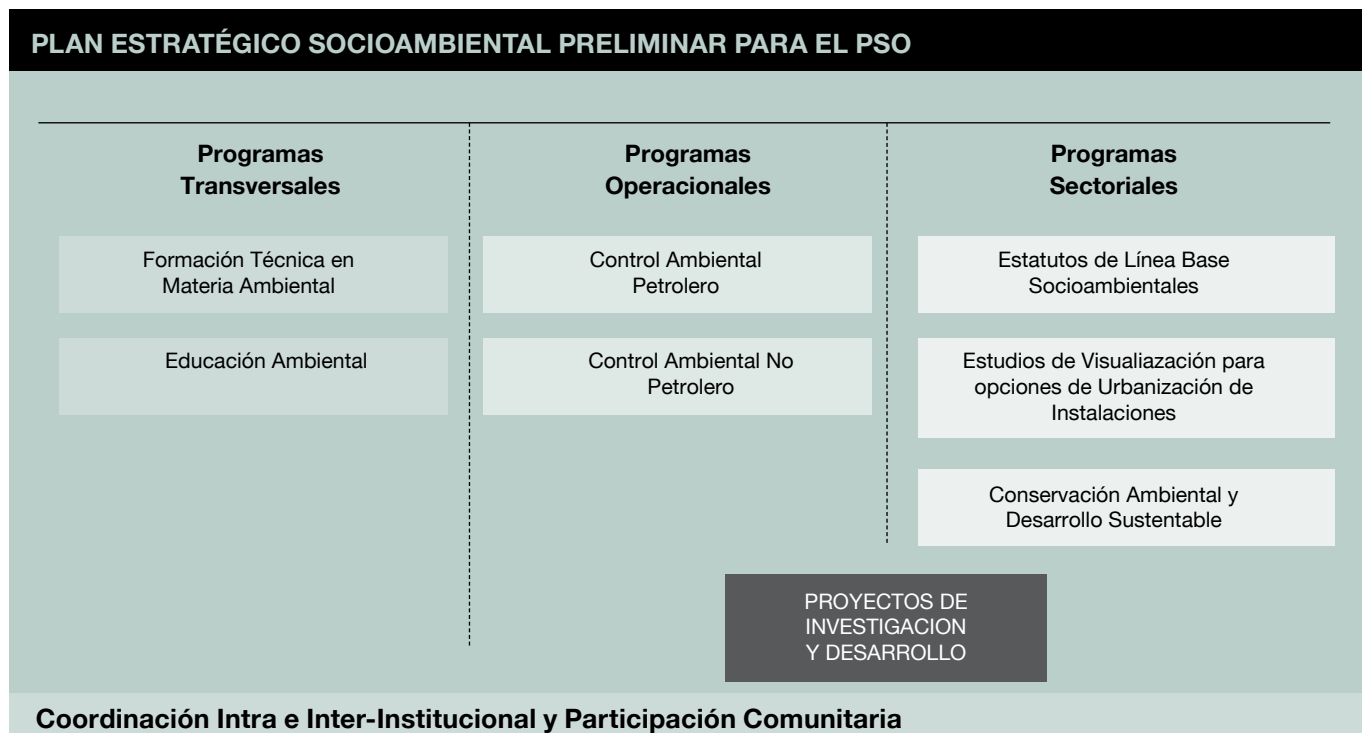 PLAN ESTRATÉGICO SOCIOAMBIENTAL PRELIMINAR PARA EL PSO
Programas
Transversales
Formación Técnica en
Materia Ambiental
Educación Ambiental
Programas
Operacionales
Control Ambiental
Petrolero
Control Ambiental No
Petrolero
Programas
Sectoriales
Estatutos de Línea Base
Socioambientales
Estudios de Visualiazación para
opciones de Urbanización de
Instalaciones
Conservación Ambiental y
Desarrollo Sustentable
PROYECTOS DE
INVESTIGACION
Y DESARROLLO
Coordinación Intra e Inter-Institucional y Participación Comunitaria